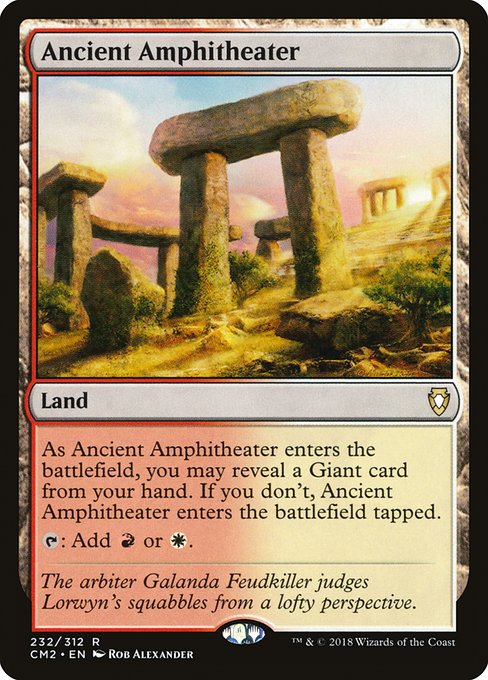 Ancient Amphitheater
Land
As Ancient Amphitheater enters the
battlefield, you may reveal a Giant card
from your hand. If you don't, Ancient
Amphitheater enters the battlefield tapped.
: Add or .
The arbiter Galanda Feudkiller judges
Lorwyn's squabbles from a lofty perspective.
232/312 R
CM2 • EN Rob Alexander
™ & © 2018 Wizards of the Coast